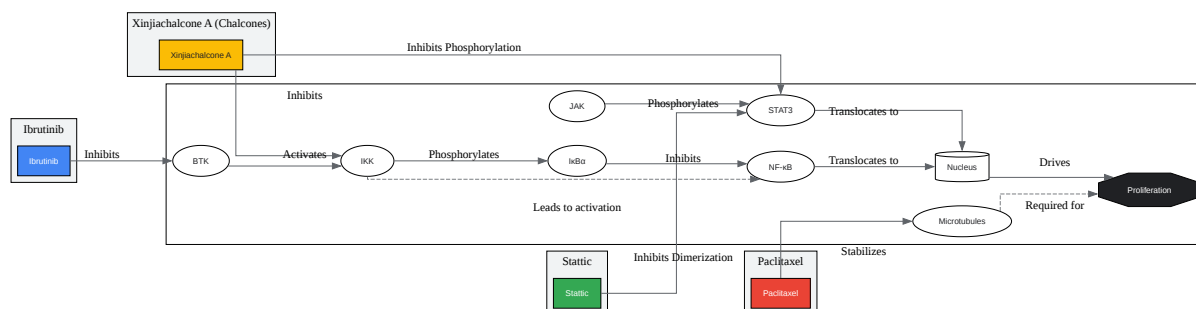 Xinjiachalcone A (Chalcones)
Xinjiachalcone A
Inhibits Phosphorylation
Inhibits
JAK
Phosphorylates
STAT3
Translocates to
Ibrutinib
Ibrutinib
Inhibits
BTK
Activates
IKK
Phosphorylates
IκBα
Inhibits
NF-κB
Translocates to
Nucleus
Drives
Proliferation
Leads to activation
Microtubules
Required for
Stattic
Stattic
Inhibits Dimerization
Paclitaxel
Paclitaxel
Stabilizes